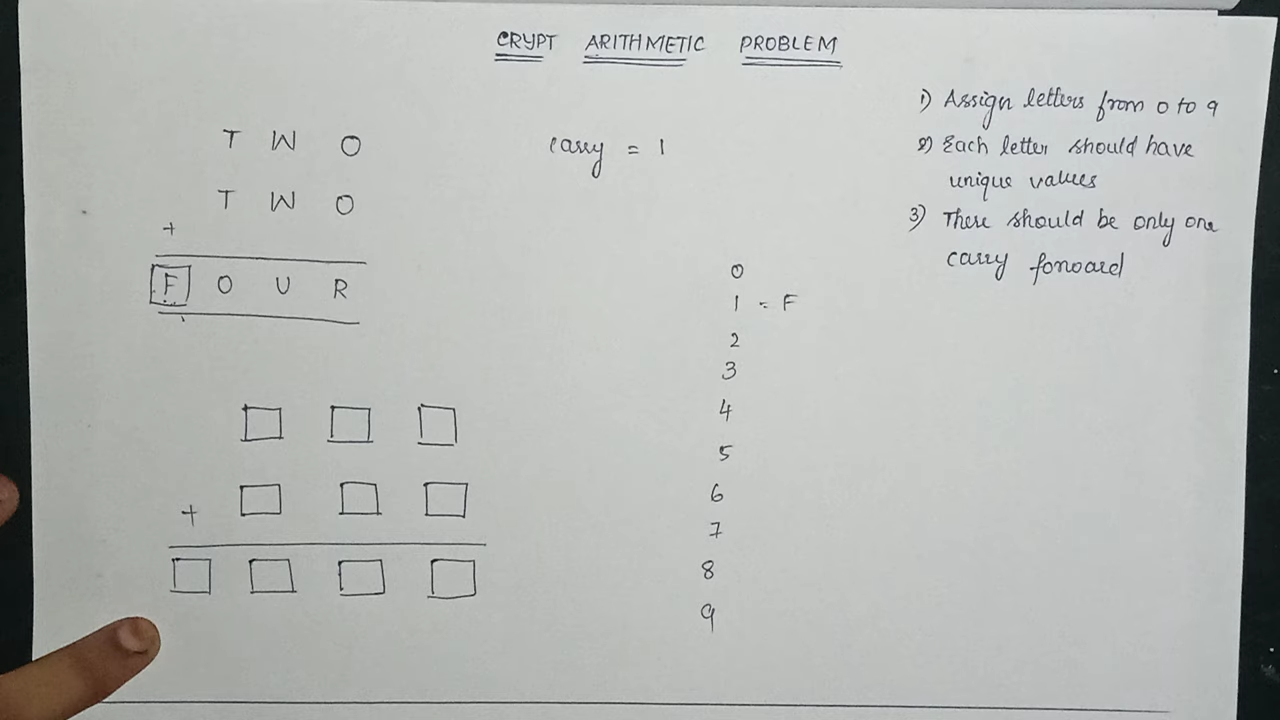 CRYPT ARITHMETIC PROBLEM
T W O
T W O
+
F O U R
+
carry = 1
0
1 = F
2
3
4
5
6
7
8
9
1) Assign letters from 0 to 9
2) Each letter should have
unique values
3) There should be only one
carry forward